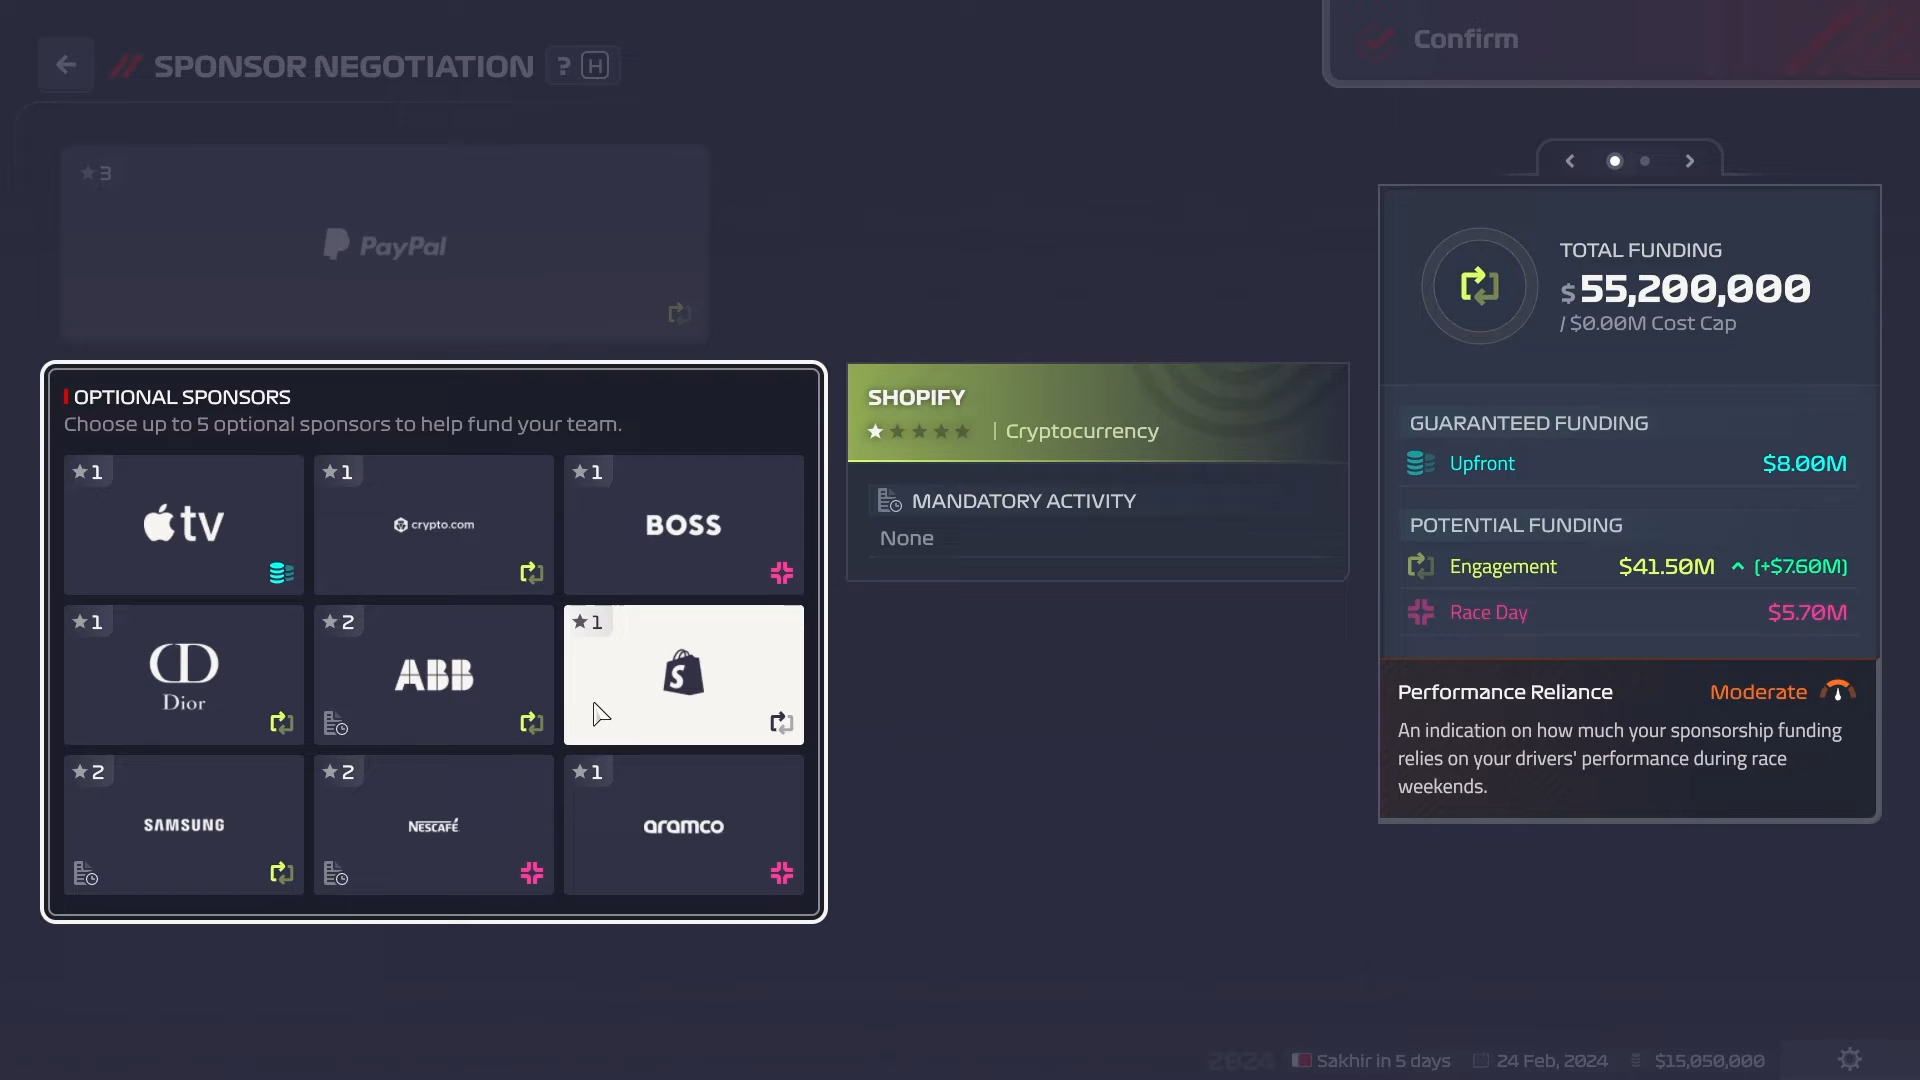 SPONSOR NEGOTIATION ? H
Confirm
3
PayPal
OPTIONAL SPONSORS
Choose up to 5 optional sponsors to help fund your team.
1
tv
1
crypto.com
1
BOSS
1
CD
Dior
2
ABB
1
S
2
SAMSUNG
2
NESCAFÉ
1
aramco
SHOPIFY
| Cryptocurrency
MANDATORY ACTIVITY
None
TOTAL FUNDING
$ 55,200,000
/ $0.00M Cost Cap
GUARANTEED FUNDING
Upfront $8.00M
POTENTIAL FUNDING
Engagement $41.50M (+$7.60M)
Race Day $5.70M
Performance Reliance Moderate
An indication on how much your sponsorship funding
relies on your drivers' performance during race
weekends.
2024 Sakhir in 5 days 24 Feb, 2024 $15,050,000